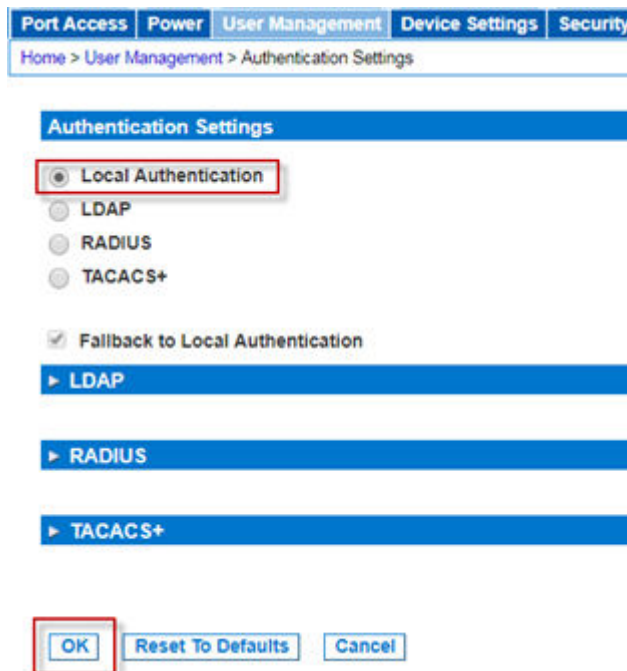 Port Access Power User Management Device Settings Security
Home > User Management > Authentication Settings
Authentication Settings
Local Authentication
LDAP
RADIUS
TACACS+
Fallback to Local Authentication
► LDAP
► RADIUS
► TACACS+
OK Reset To Defaults Cancel